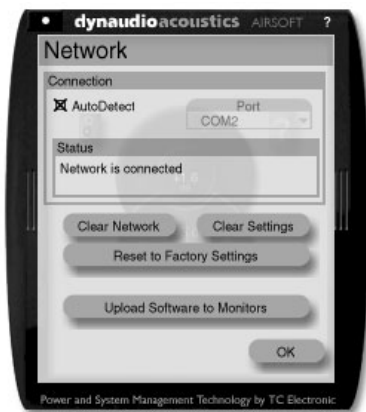 dynaudioacoustics AIRSOFT ?
Network
Connection
AutoDetect
Port
COM2
Status
Network is connected
Clear Network Clear Settings
Reset to Factory Settings
Upload Software to Monitors
OK
Power and System Management Technology by TC Electronic